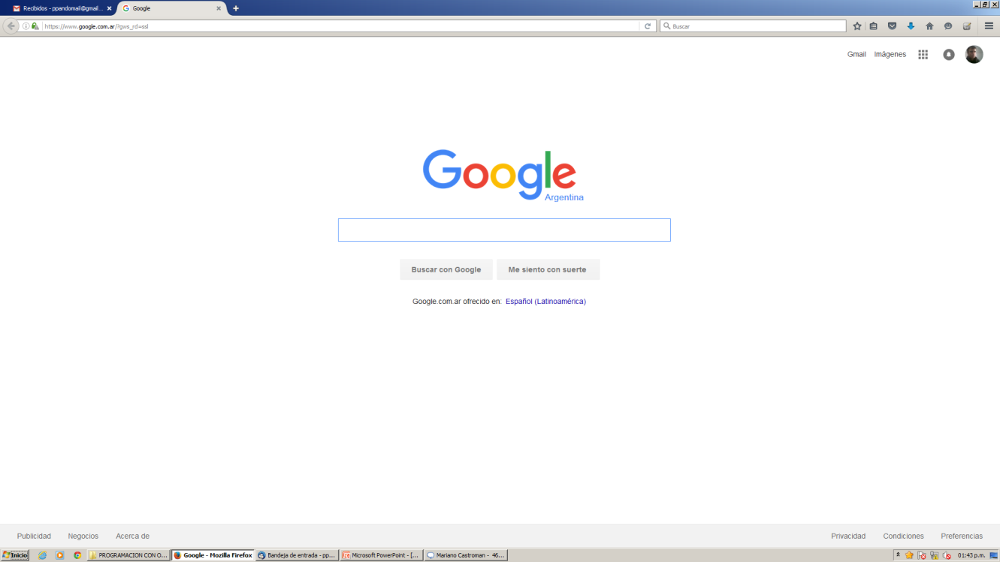 Recibidos - ppandomail@gmail...
Google
https://www.google.com.ar/?gws_rd=ssl
Buscar
Gmail Imágenes
Google
Argentina
Buscar con Google
Me siento con suerte
Google.com.ar ofrecido en: Español (Latinoamérica)
Publicidad Negocios Acerca de
Privacidad Condiciones Preferencias
Inicio
PROGRAMACION CON O...
Google - Mozilla Firefox
Bandeja de entrada - pp...
Microsoft PowerPoint - [...
Mariano Castroman - 46...
01:43 p.m.